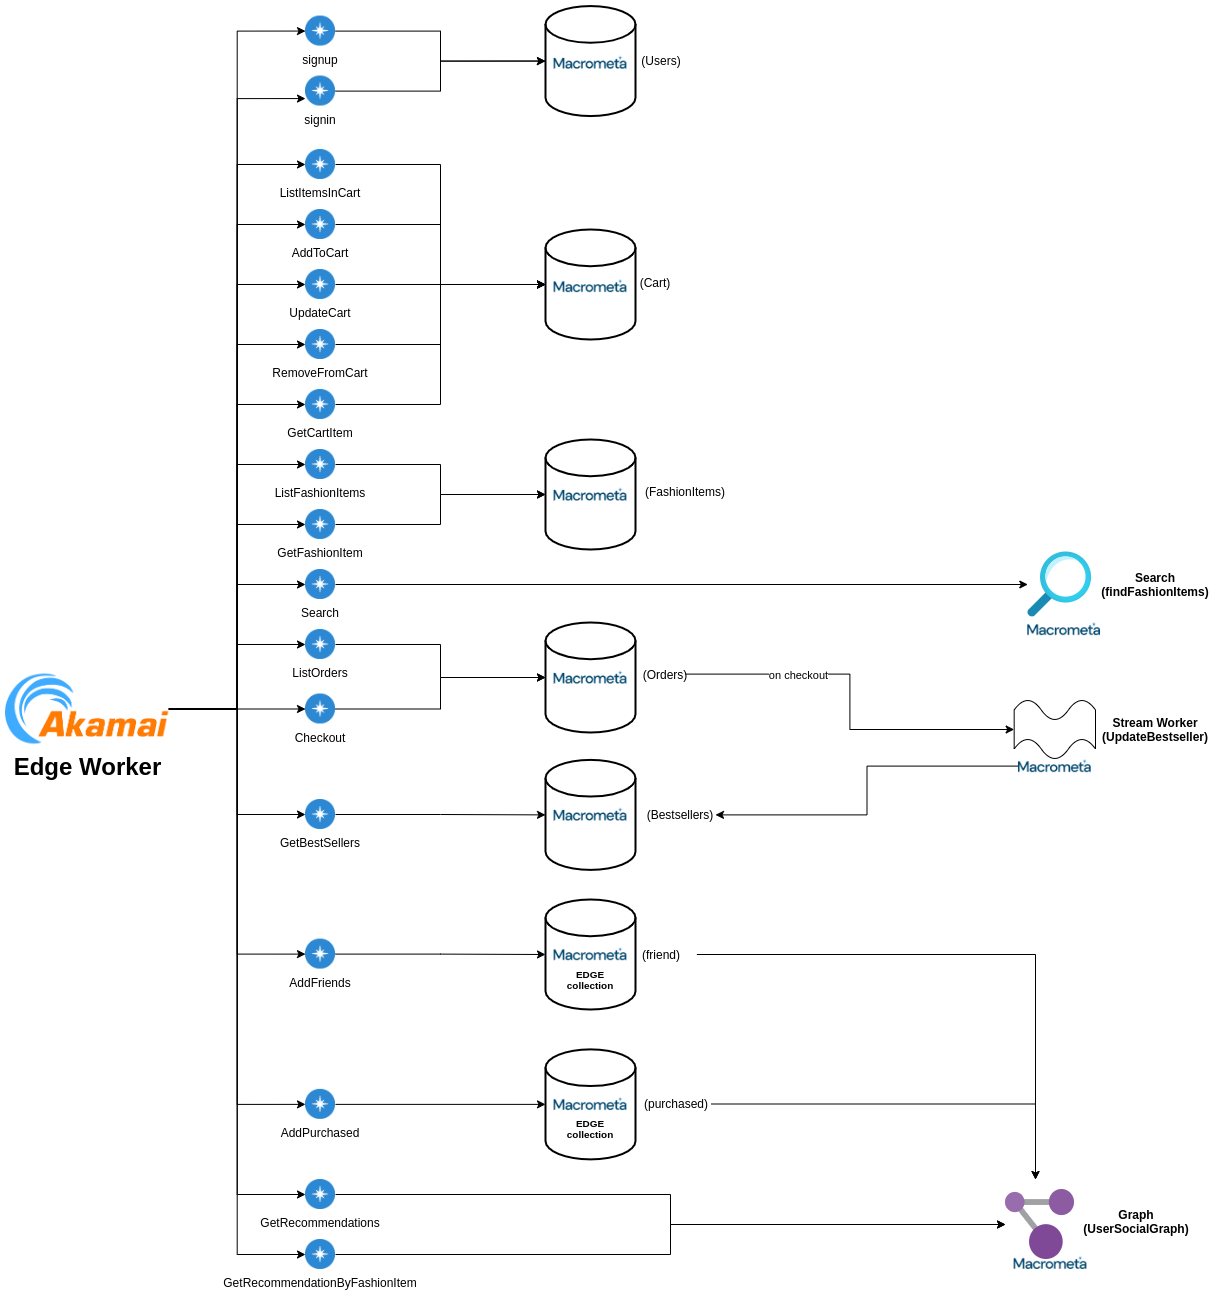 signup
Macrometa
(Users)
signin
ListItemsInCart
AddToCart
UpdateCart
Macrometa
(Cart)
RemoveFromCart
GetCartItem
ListFashionItems
Macrometa
(FashionItems)
GetFashionItem
Search
Search
(findFashionItems)
Macrometa
ListOrders
Macrometa
(Orders)
on checkout
Checkout
Stream Worker
(UpdateBestseller)
Macrometa
Akamai
Edge Worker
GetBestSellers
Macrometa
(Bestsellers)
AddFriends
Macrometa
EDGE
collection
(friend)
AddPurchased
Macrometa
EDGE
collection
(purchased)
GetRecommendations
GetRecommendationByFashionItem
Graph
(UserSocialGraph)
Macrometa